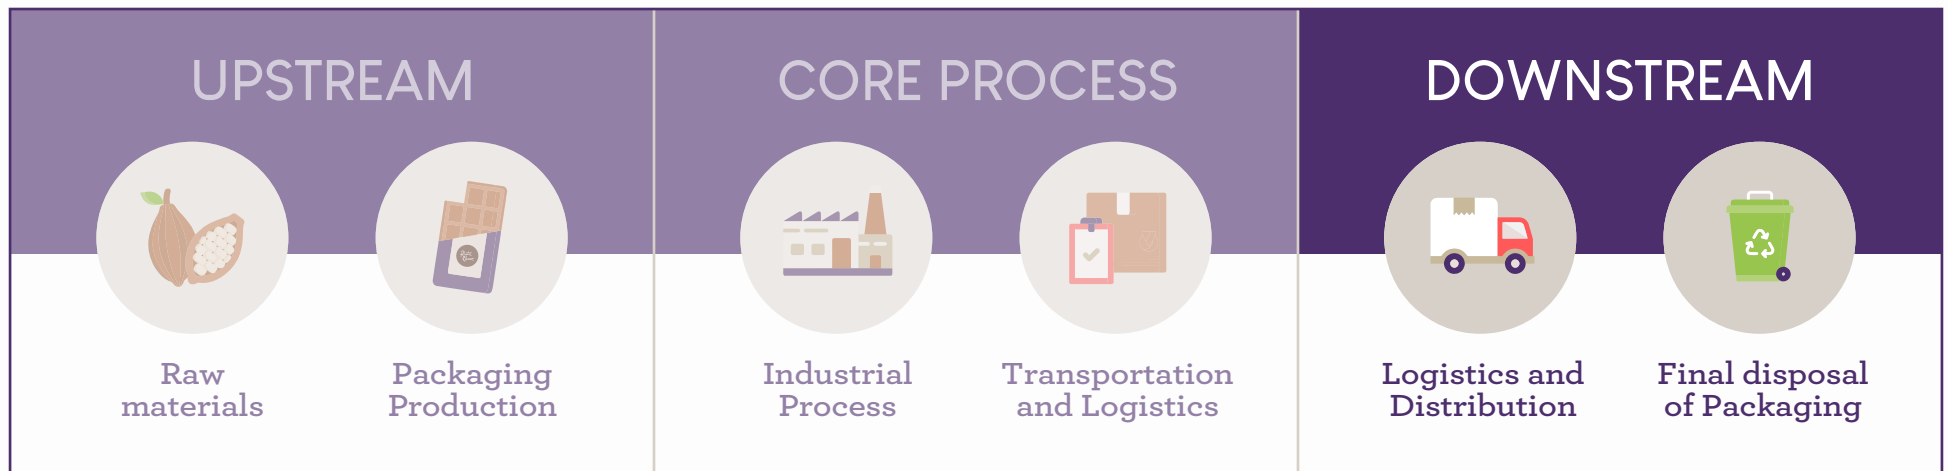 UPSTREAM
CORE PROCESS
DOWNSTREAM
Raw
materials
Packaging
Production
Industrial
Process
Transportation
and Logistics
Logistics and
Distribution
Final disposal
of Packaging